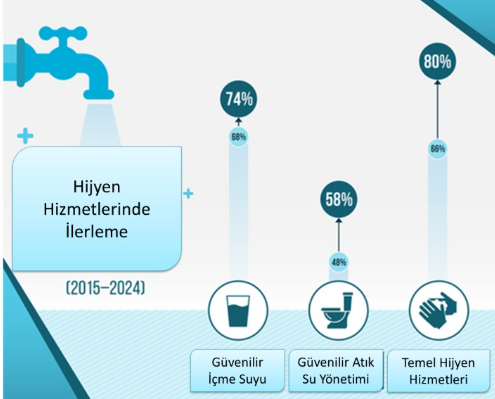 Hijyen
Hizmetlerinde
İlerleme
(2015–2024)
74%
68%
58%
48%
80%
66%
Güvenilir
İçme Suyu
Güvenilir Atık
Su Yönetimi
Temel Hijyen
Hizmetleri